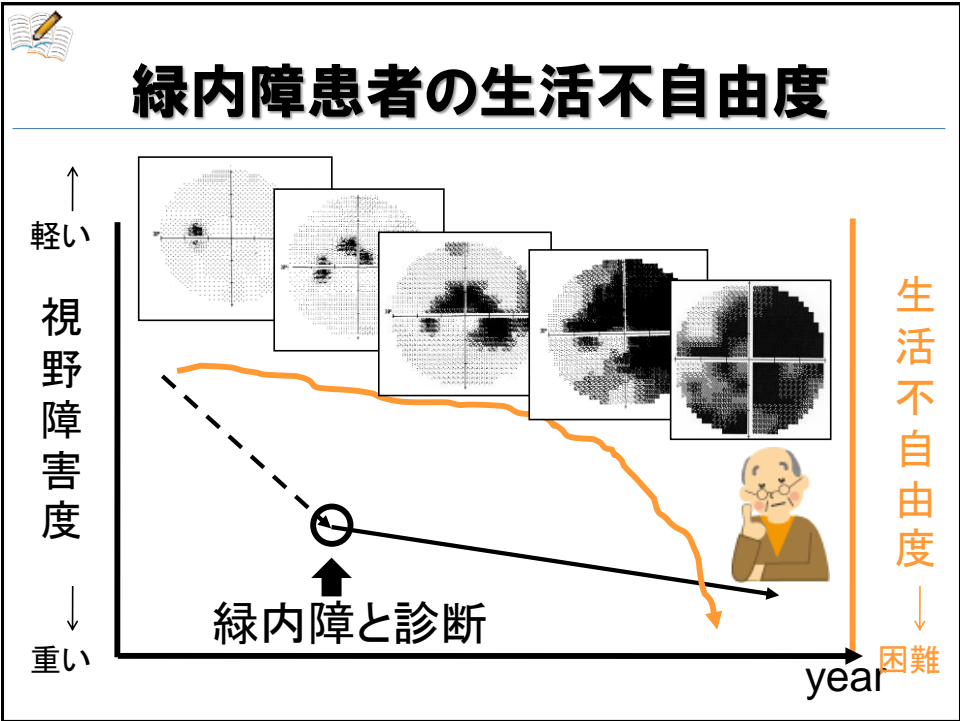 緑内障患者の生活不自由度
軽い
視野障害度
重い
緑内障と診断
生活不自由度
困難
year